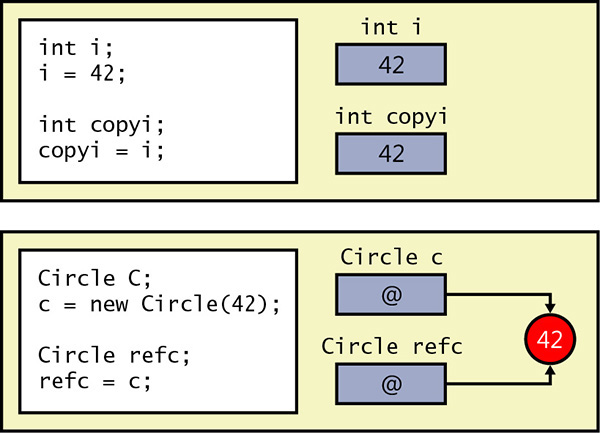 int i;
i = 42;
int copyi;
copyi = i;
int i
42
int copyi
42
Circle C;
c = new Circle(42);
Circle refc;
refc = c;
Circle c
@
Circle refc
@
42